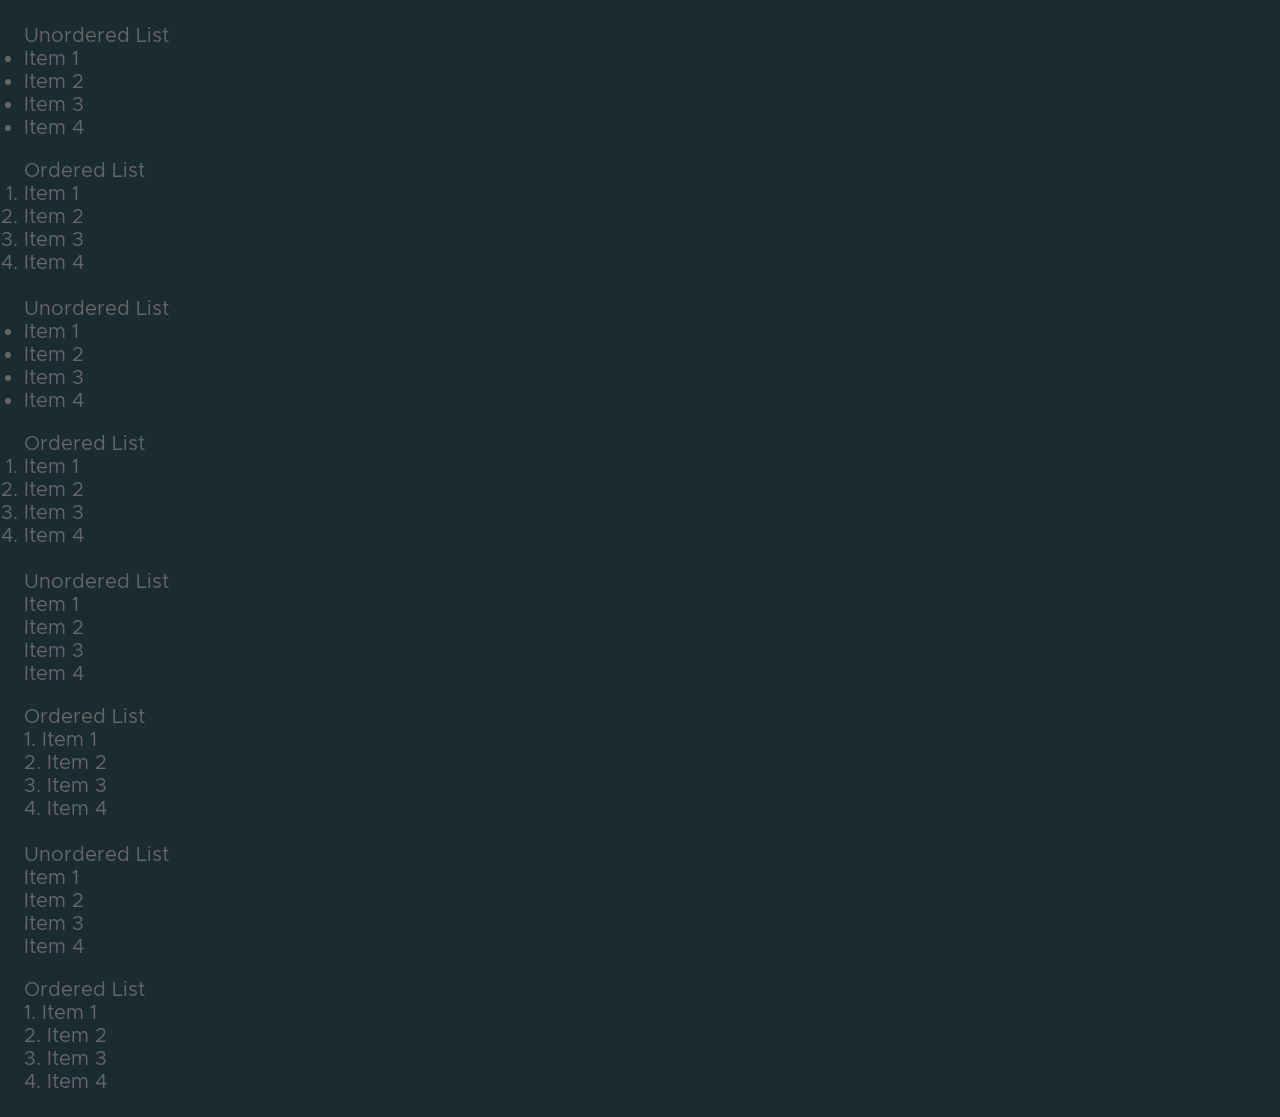 Unordered List
• Item 1
• Item 2
• Item 3
• Item 4
Ordered List
1. Item 1
2. Item 2
3. Item 3
4. Item 4
Unordered List
• Item 1
• Item 2
• Item 3
• Item 4
Ordered List
1. Item 1
2. Item 2
3. Item 3
4. Item 4
Unordered List
Item 1
Item 2
Item 3
Item 4
Ordered List
1. Item 1
2. Item 2
3. Item 3
4. Item 4
Unordered List
Item 1
Item 2
Item 3
Item 4
Ordered List
1. Item 1
2. Item 2
3. Item 3
4. Item 4